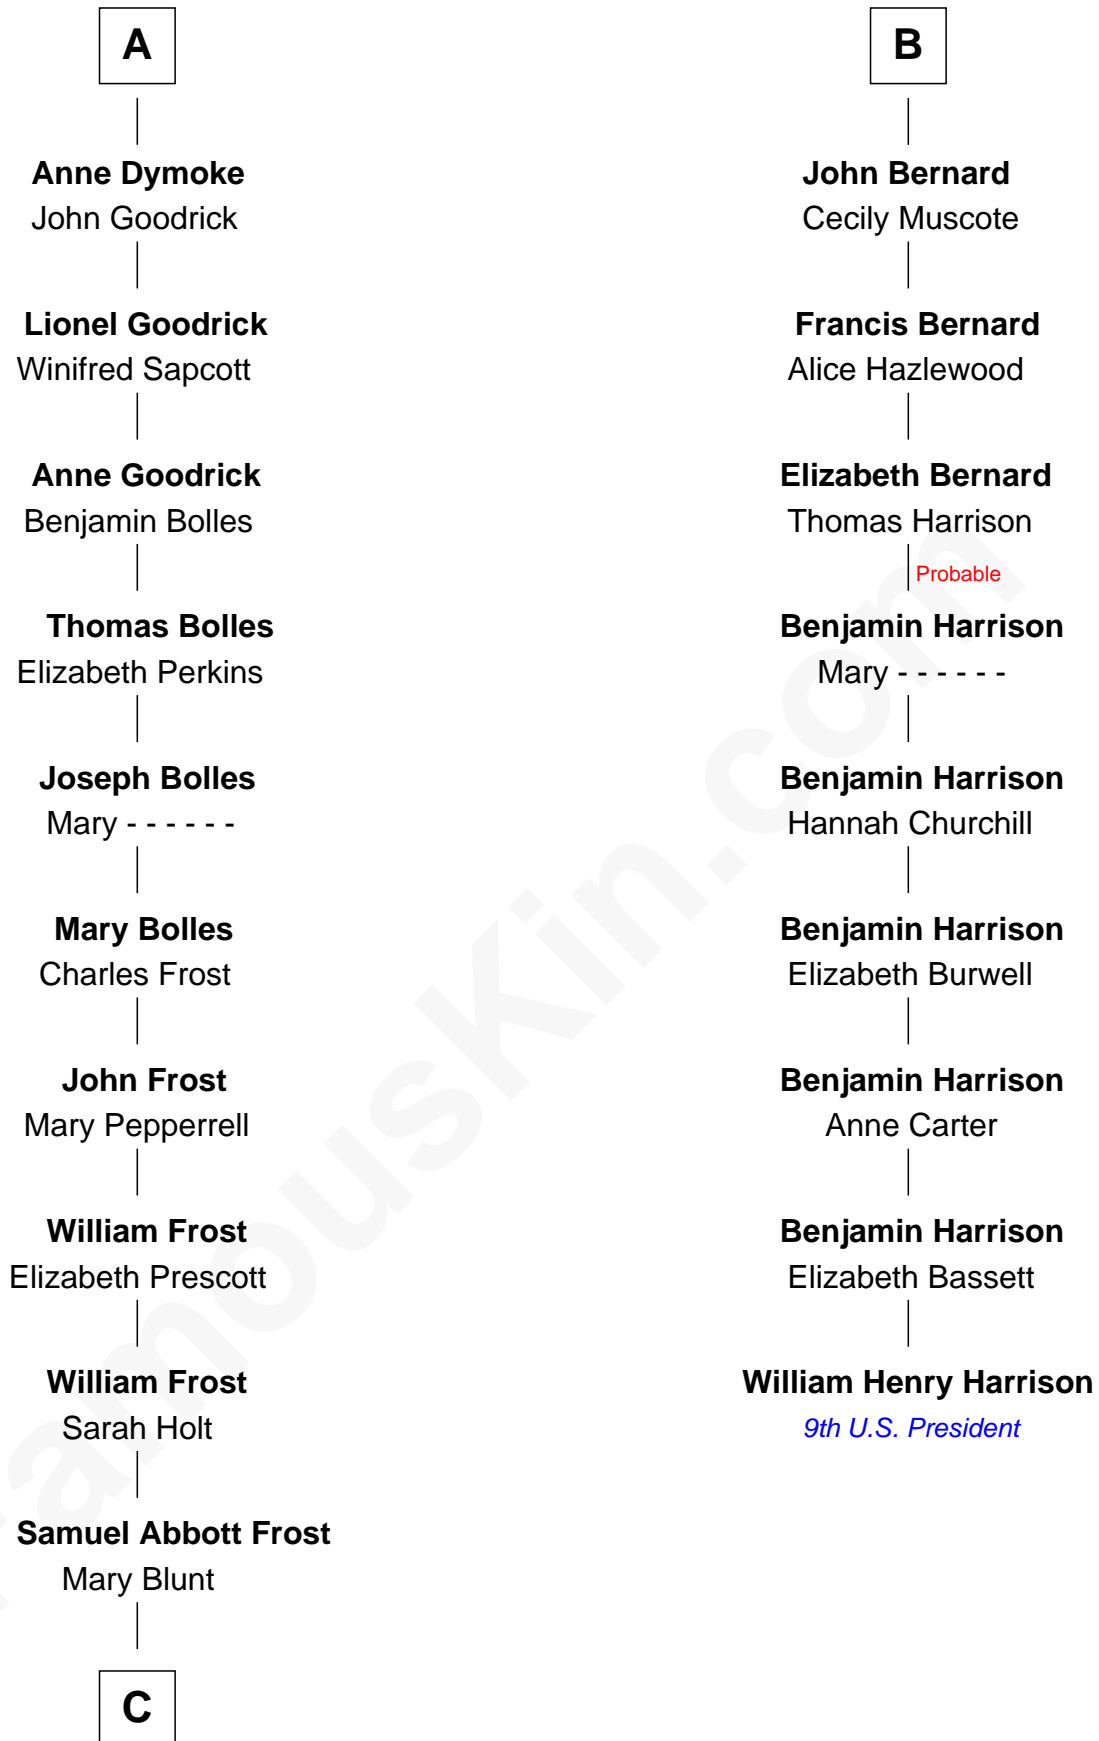 A
Anne Dymoke
John Goodrick
Lionel Goodrick
Winifred Sapcott
Anne Goodrick
Benjamin Bolles
Thomas Bolles
Elizabeth Perkins
Joseph Bolles
Mary - - - - - -
Mary Bolles
Charles Frost
John Frost
Mary Pepperrell
William Frost
Elizabeth Prescott
William Frost
Sarah Holt
Samuel Abbott Frost
Mary Blunt
C
B
John Bernard
Cecily Muscote
Francis Bernard
Alice Hazlewood
Elizabeth Bernard
Thomas Harrison
Probable
Benjamin Harrison
Mary - - - - - -
Benjamin Harrison
Hannah Churchill
Benjamin Harrison
Elizabeth Burwell
Benjamin Harrison
Anne Carter
Benjamin Harrison
Elizabeth Bassett
William Henry Harrison
9th U.S. President
FamousKin.com